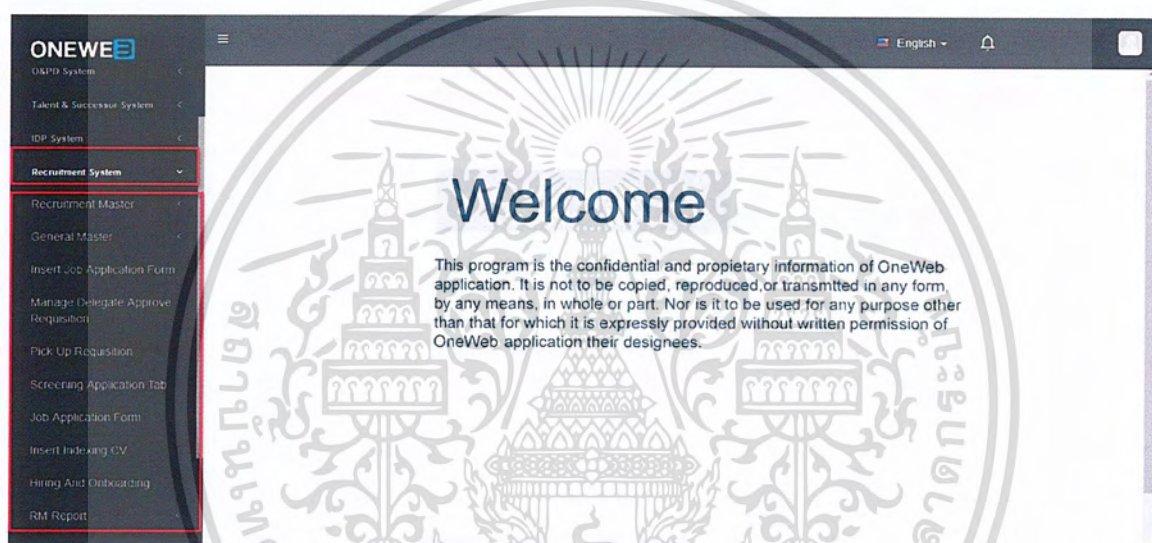 ONEWEB
English
O&PD System
Talent & Successor System
IDP System
Recruitment System
Recruitment Master
General Master
Insert Job Application Form
Manage Delegate Approve
Requisition
Pick Up Requisition
Screening Application Tab
Job Application Form
Insert Indexing CV
Hiring And Onboarding
RM Report
Welcome
This program is the confidential and propietary information of OneWeb
application. It is not to be copied, reproduced,or transmtted in any form,
by any means, in whole or part. Nor is it to be used for any purpose other
than that for which it is expressly provided without written permission of
OneWeb application their designees.